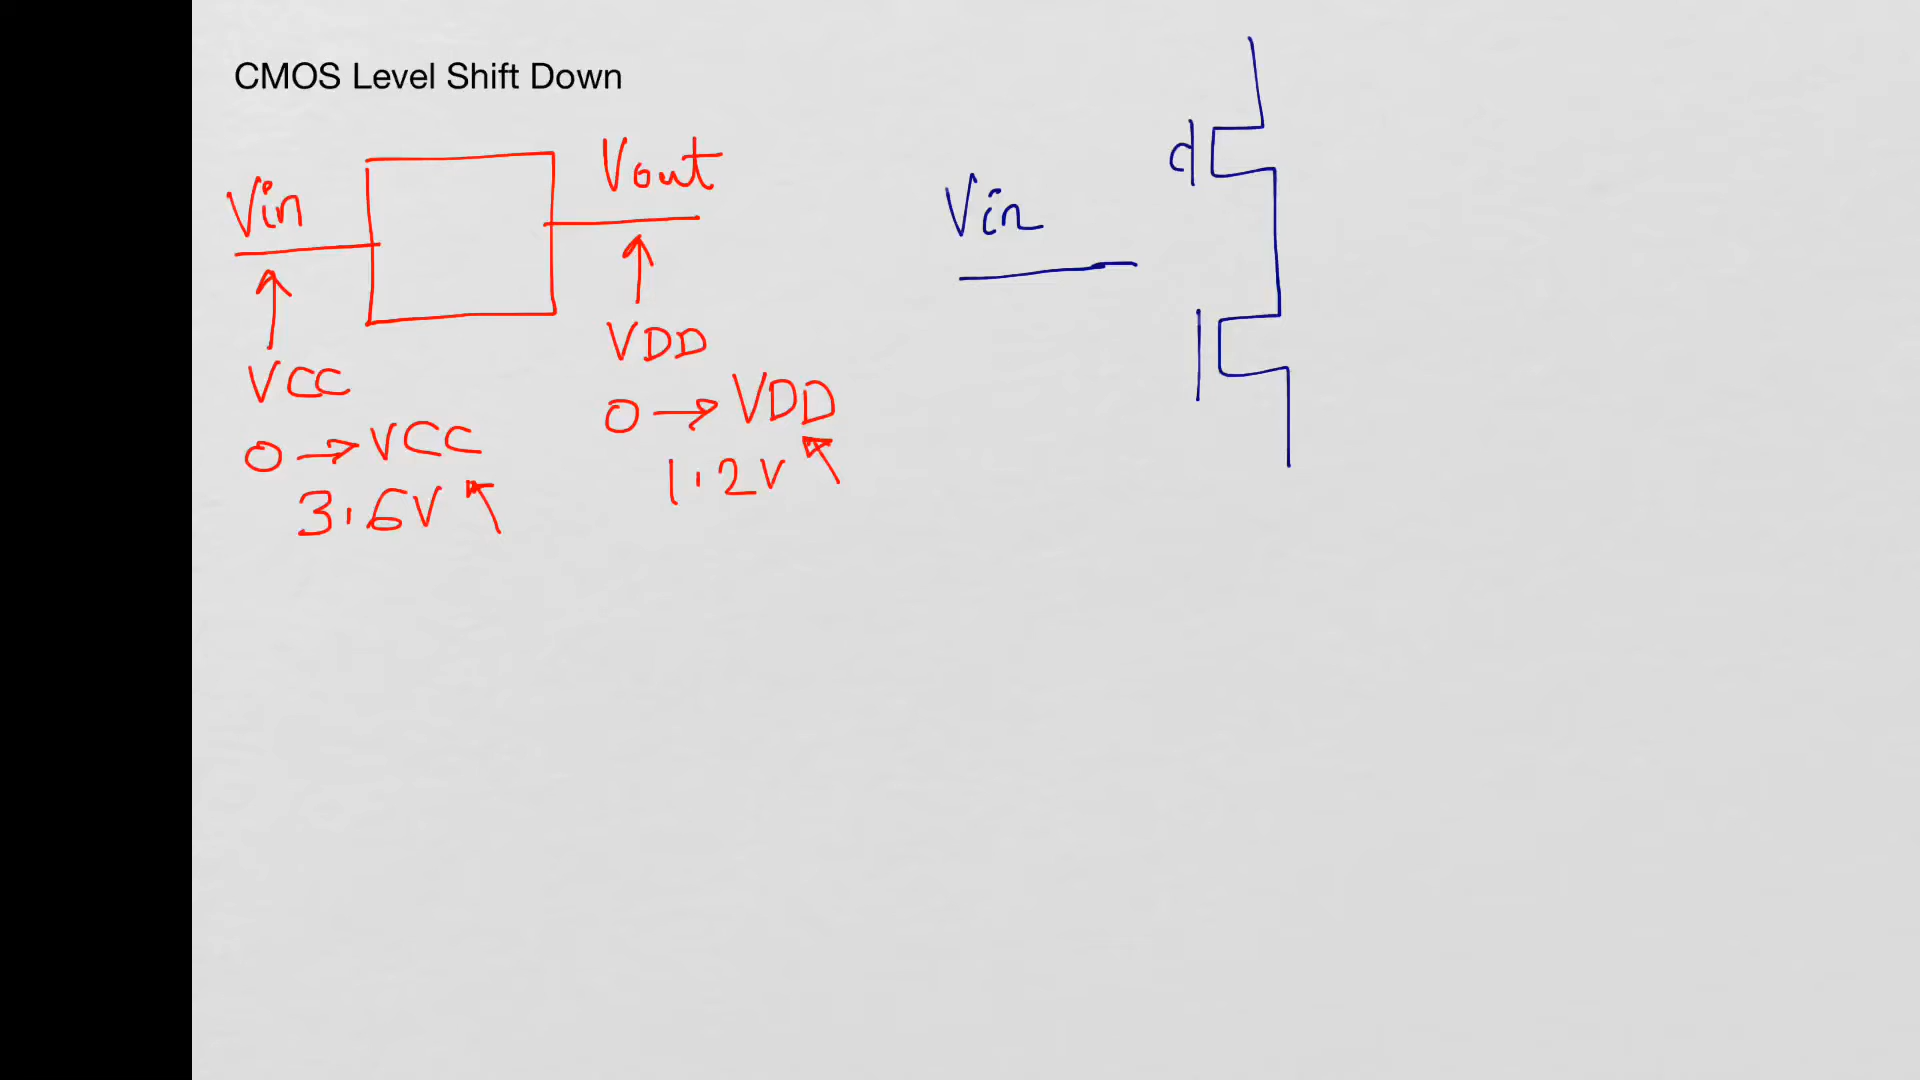 CMOS Level Shift Down
Vin
Vout
VCC
0 → VCC
3.6V
VDD
0 → VDD
1.2V
Vin